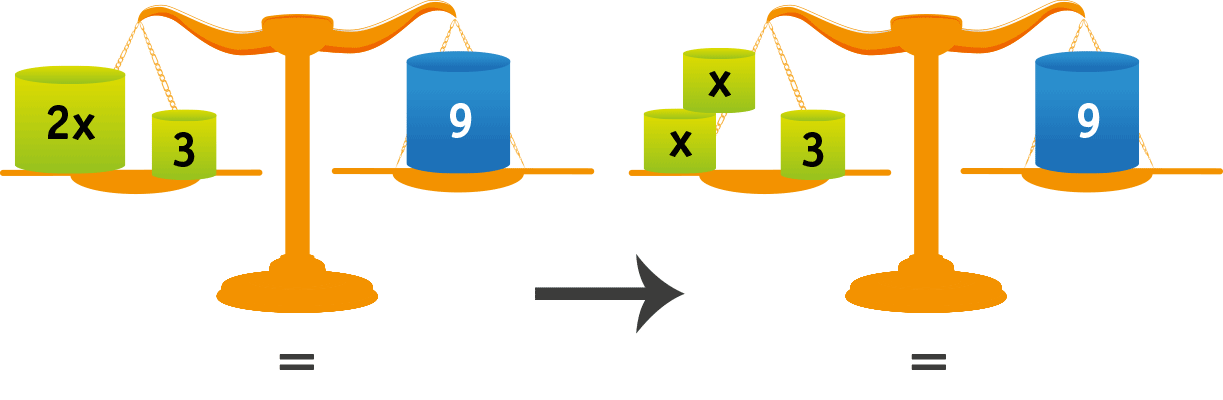 2x 3 9
x
x 3 9
= =